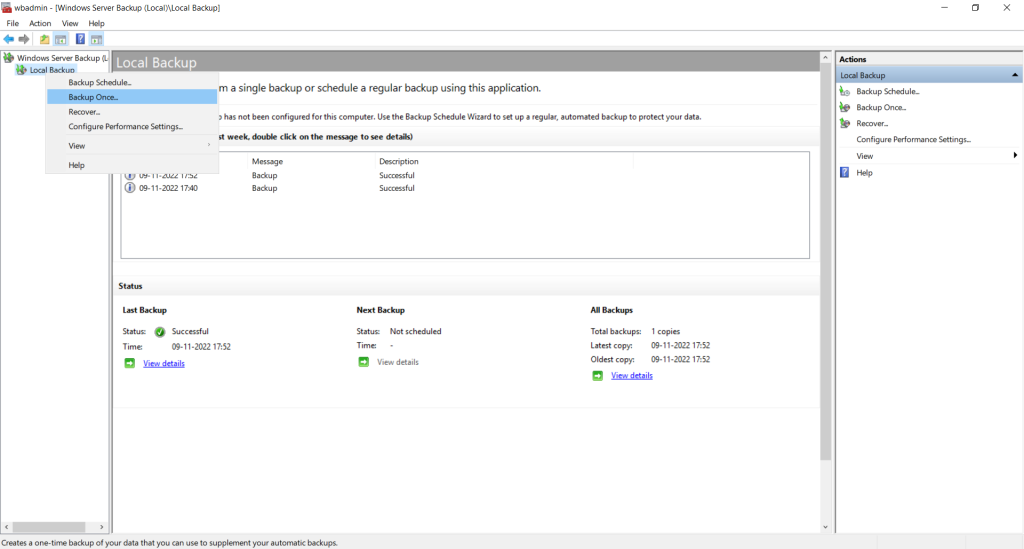 wbadmin - [Windows Server Backup (Local)\Local Backup]
File Action View Help
Windows Server Backup (L
Local Backup
Backup Schedule...
Backup Once...
Recover...
Configure Performance Settings...
View
Help
Local Backup
m a single backup or schedule a regular backup using this application.
p has not been configured for this computer. Use the Backup Schedule Wizard to set up a regular, automated backup to protect your data.
st week, double click on the message to see details)
Message Description
09-11-2022 17:52 Backup Successful
09-11-2022 17:40 Backup Successful
Status
Last Backup
Status: Successful
Time: 09-11-2022 17:52
View details
Next Backup
Status: Not scheduled
Time: -
View details
All Backups
Total backups: 1 copies
Latest copy: 09-11-2022 17:52
Oldest copy: 09-11-2022 17:52
View details
Actions
Local Backup
Backup Schedule...
Backup Once...
Recover...
Configure Performance Settings...
View
Help
Creates a one-time backup of your data that you can use to supplement your automatic backups.